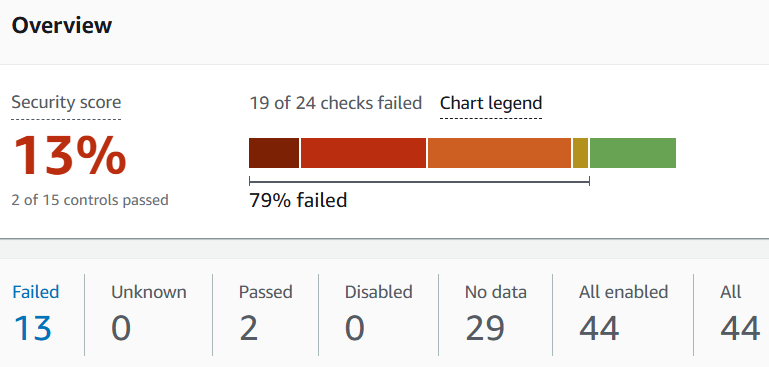 Overview
Security score
19 of 24 checks failed Chart legend
13%
2 of 15 controls passed
79% failed
Failed Unknown Passed Disabled No data All enabled All
13 0 2 0 29 44 44